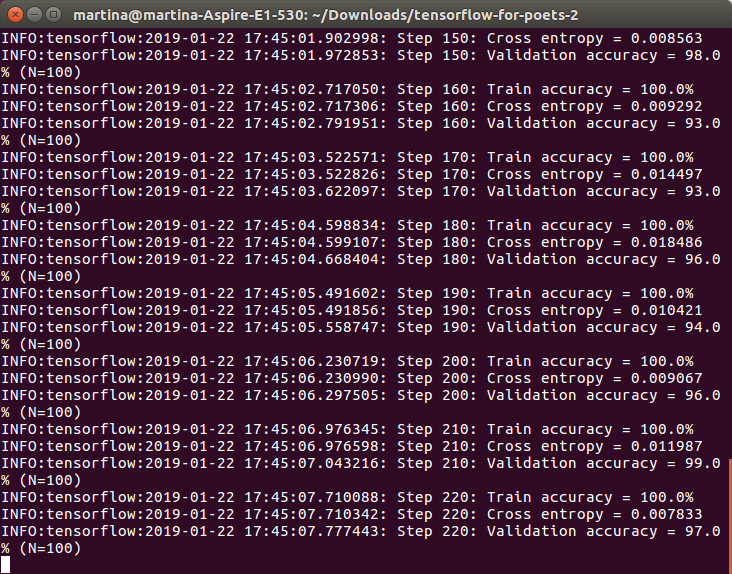 martina@martina-Aspire-E1-530: ~/Downloads/tensorflow-for-poets-2
INFO:tensorflow:2019-01-22 17:45:01.902998: Step 150: Cross entropy = 0.008563
INFO:tensorflow:2019-01-22 17:45:01.972853: Step 150: Validation accuracy = 98.0
% (N=100)
INFO:tensorflow:2019-01-22 17:45:02.717050: Step 160: Train accuracy = 100.0%
INFO:tensorflow:2019-01-22 17:45:02.717306: Step 160: Cross entropy = 0.009292
INFO:tensorflow:2019-01-22 17:45:02.791951: Step 160: Validation accuracy = 93.0
% (N=100)
INFO:tensorflow:2019-01-22 17:45:03.522571: Step 170: Train accuracy = 100.0%
INFO:tensorflow:2019-01-22 17:45:03.522826: Step 170: Cross entropy = 0.014497
INFO:tensorflow:2019-01-22 17:45:03.622097: Step 170: Validation accuracy = 93.0
% (N=100)
INFO:tensorflow:2019-01-22 17:45:04.598834: Step 180: Train accuracy = 100.0%
INFO:tensorflow:2019-01-22 17:45:04.599107: Step 180: Cross entropy = 0.018486
INFO:tensorflow:2019-01-22 17:45:04.668404: Step 180: Validation accuracy = 96.0
% (N=100)
INFO:tensorflow:2019-01-22 17:45:05.491602: Step 190: Train accuracy = 100.0%
INFO:tensorflow:2019-01-22 17:45:05.491856: Step 190: Cross entropy = 0.010421
INFO:tensorflow:2019-01-22 17:45:05.558747: Step 190: Validation accuracy = 94.0
% (N=100)
INFO:tensorflow:2019-01-22 17:45:06.230719: Step 200: Train accuracy = 100.0%
INFO:tensorflow:2019-01-22 17:45:06.230990: Step 200: Cross entropy = 0.009067
INFO:tensorflow:2019-01-22 17:45:06.297505: Step 200: Validation accuracy = 96.0
% (N=100)
INFO:tensorflow:2019-01-22 17:45:06.976345: Step 210: Train accuracy = 100.0%
INFO:tensorflow:2019-01-22 17:45:06.976598: Step 210: Cross entropy = 0.011987
INFO:tensorflow:2019-01-22 17:45:07.043216: Step 210: Validation accuracy = 99.0
% (N=100)
INFO:tensorflow:2019-01-22 17:45:07.710088: Step 220: Train accuracy = 100.0%
INFO:tensorflow:2019-01-22 17:45:07.710342: Step 220: Cross entropy = 0.007833
INFO:tensorflow:2019-01-22 17:45:07.777443: Step 220: Validation accuracy = 97.0
% (N=100)